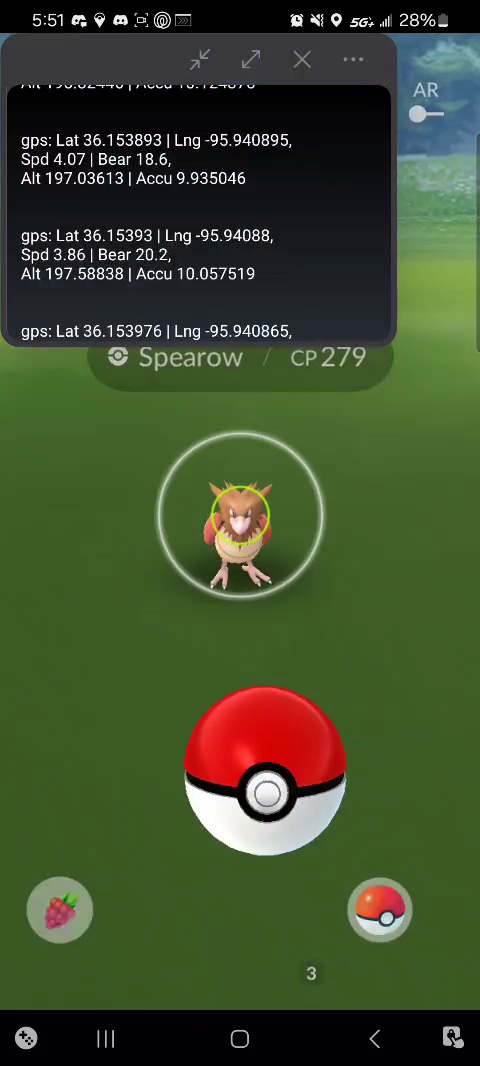 5:51
5G+
28%
AR
gps: Lat 36.153893 | Lng -95.940895,
Spd 4.07 | Bear 18.6,
Alt 197.03613 | Accu 9.935046
gps: Lat 36.15393 | Lng -95.94088,
Spd 3.86 | Bear 20.2,
Alt 197.58838 | Accu 10.057519
gps: Lat 36.153976 | Lng -95.940865,
Spearow / CP279
3